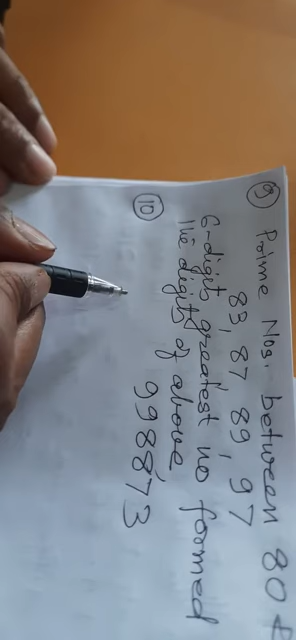 9) Prime Nos. between 80 &
83, 87 89, 97
6-digits greatest no formed
the digits of above
998873
10